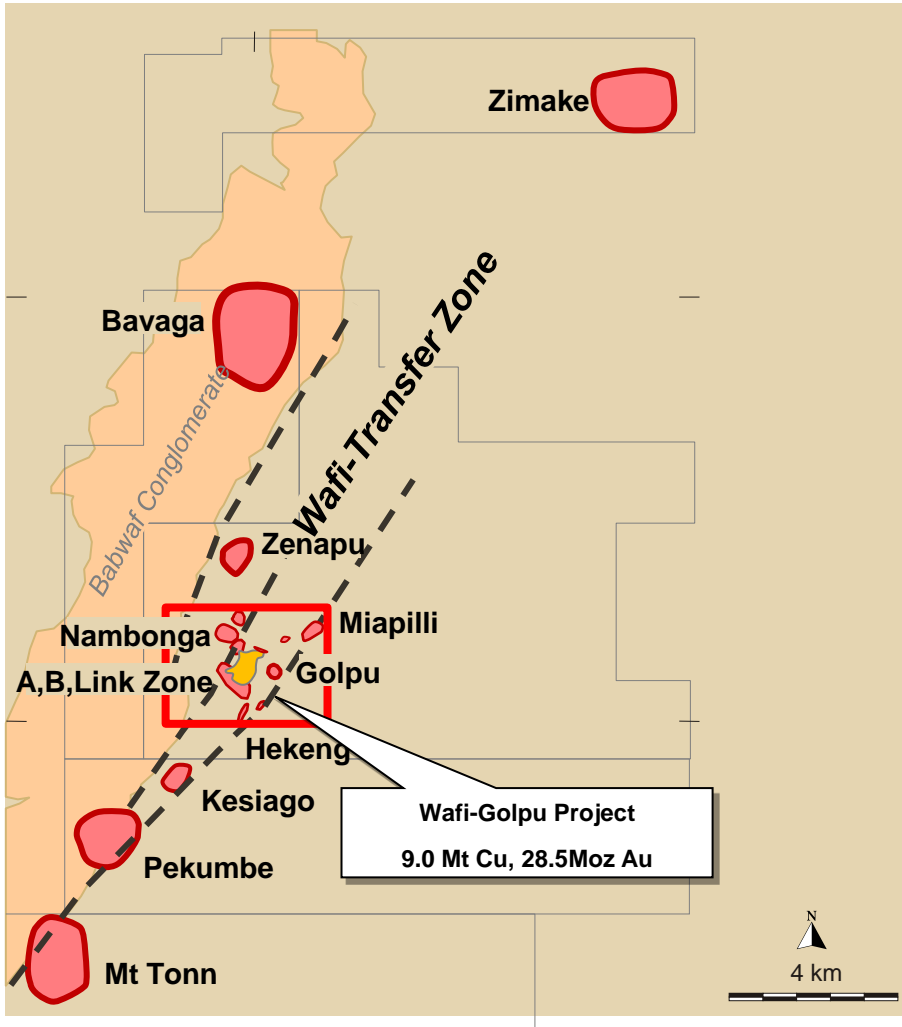 Zimake
Wafi-Transfer Zone
Bavaga
Babwaf Conglomerate
Zenapu
Nambonga
Miapilli
A,B,Link Zone
Golpu
Hekeng
Kesiago
Wafi-Golpu Project
9.0 Mt Cu, 28.5Moz Au
Pekumbe
N
4 km
Mt Tonn